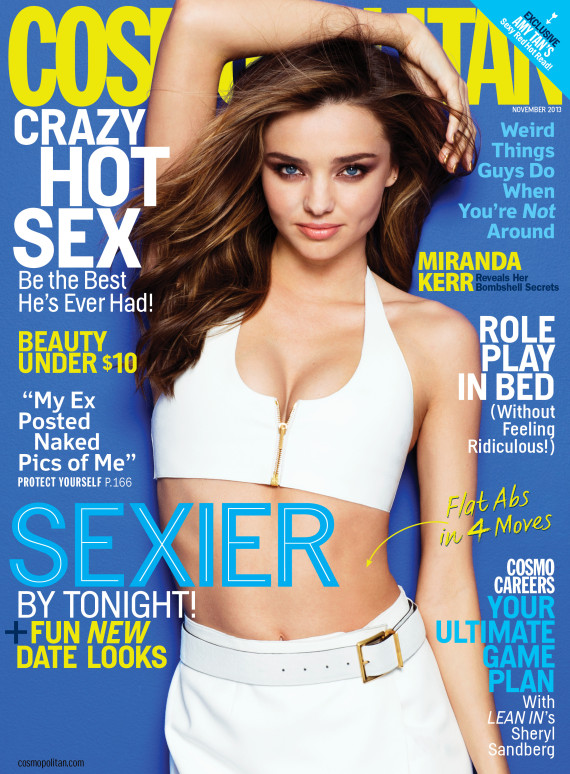 COSMOPOLITAN
EXCLUSIVE
AMY TAN'S
Sexy Red Hot Read!
NOVEMBER 2013
CRAZY
HOT
SEX
Be the Best
He's Ever Had!
BEAUTY
UNDER $10
“My Ex
Posted
Naked
Pics of Me”
PROTECT YOURSELF P.166
SEXIER
BY TONIGHT!
+FUN NEW
DATE LOOKS
cosmopolitan.com
Weird
Things
Guys Do
When
You're Not
Around
MIRANDA
KERR Reveals Her
Bombshell Secrets
ROLE
PLAY
IN BED
(Without
Feeling
Ridiculous!)
Flat Abs
in 4 Moves
COSMO
CAREERS
YOUR
ULTIMATE
GAME
PLAN
With
LEAN IN's
Sheryl
Sandberg